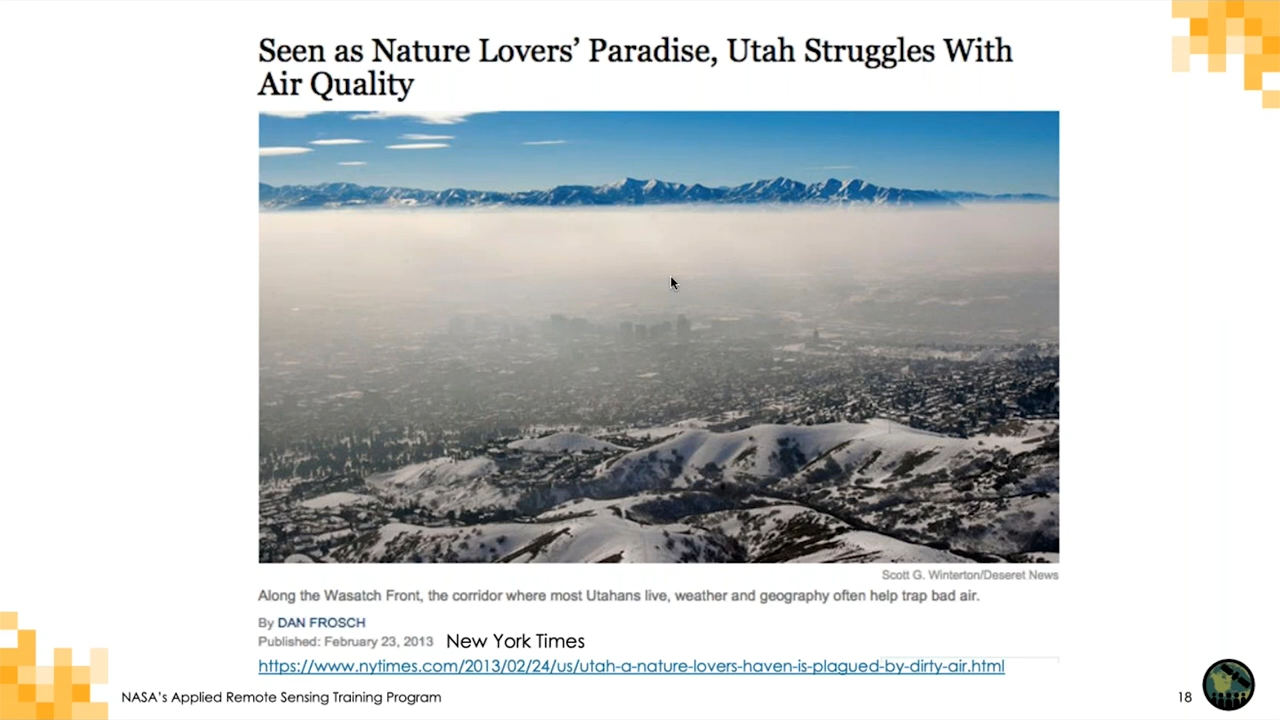 Seen as Nature Lovers’ Paradise, Utah Struggles With
Air Quality
Scott G. Winterton/Deseret News
Along the Wasatch Front, the corridor where most Utahans live, weather and geography often help trap bad air.
By DAN FROSCH
Published: February 23, 2013 New York Times
https://www.nytimes.com/2013/02/24/us/utah-a-nature-lovers-haven-is-plagued-by-dirty-air.html
NASA’s Applied Remote Sensing Training Program
18